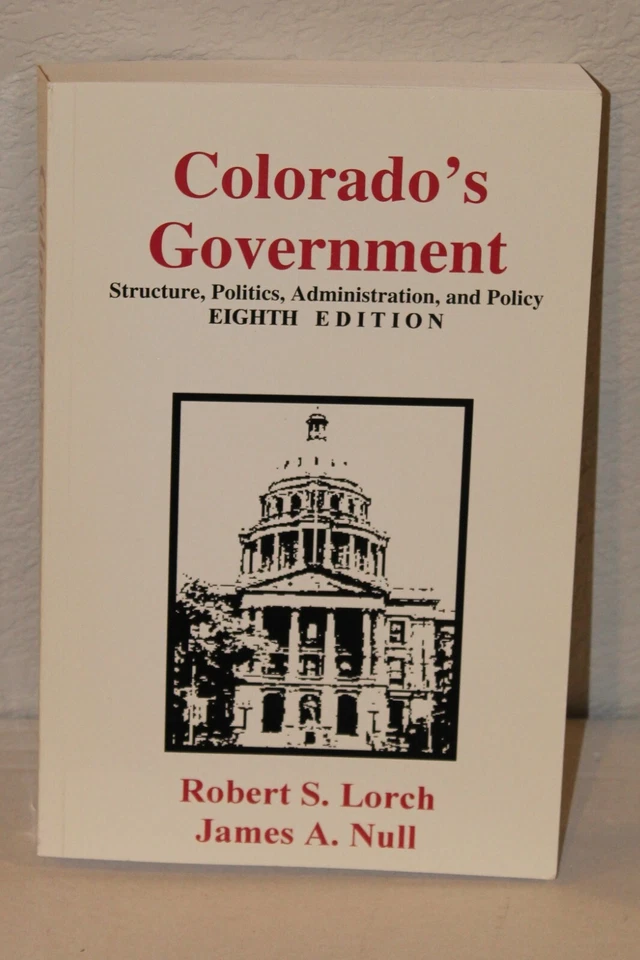 Colorado's
Government
Structure, Politics, Administration, and Policy
EIGHTH EDITION
Robert S. Lorch
James A. Null